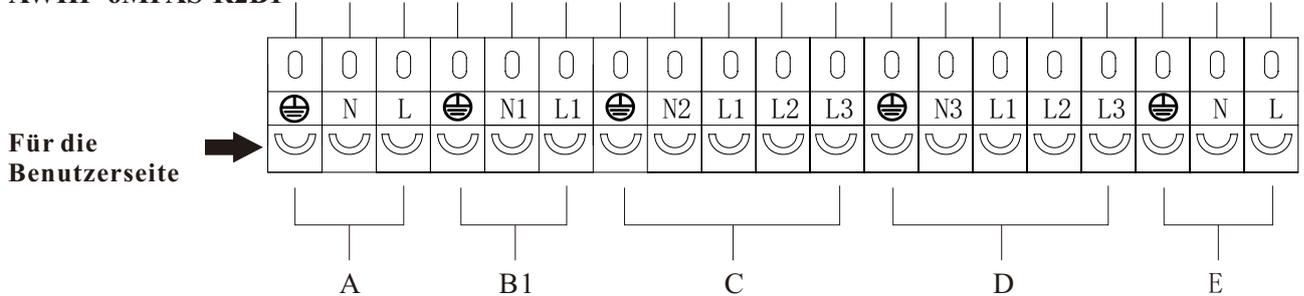 N L N1 L1 N2 L1 L2 L3 N3 L1 L2 L3 N L
Für die
Benutzerseite
A B1 C D E